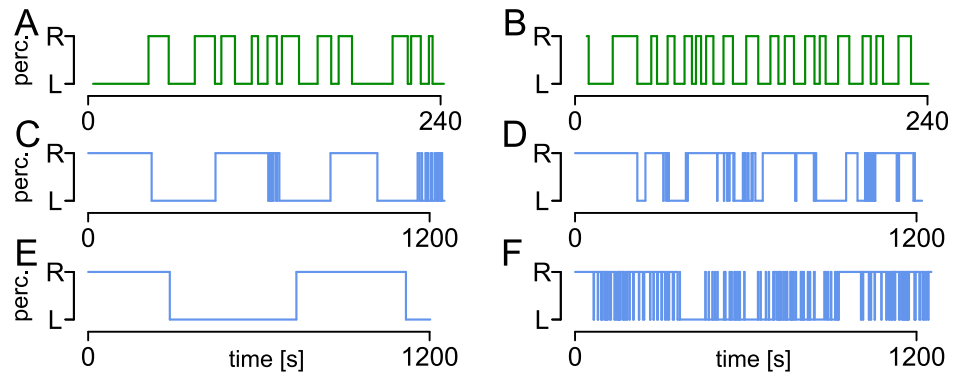 A B
R R
perc.
L L
0 240 0 240
C D
R R
perc.
L L
0 1200 0 1200
E F
R R
perc.
L L
0 time [s] 1200 0 time [s] 1200